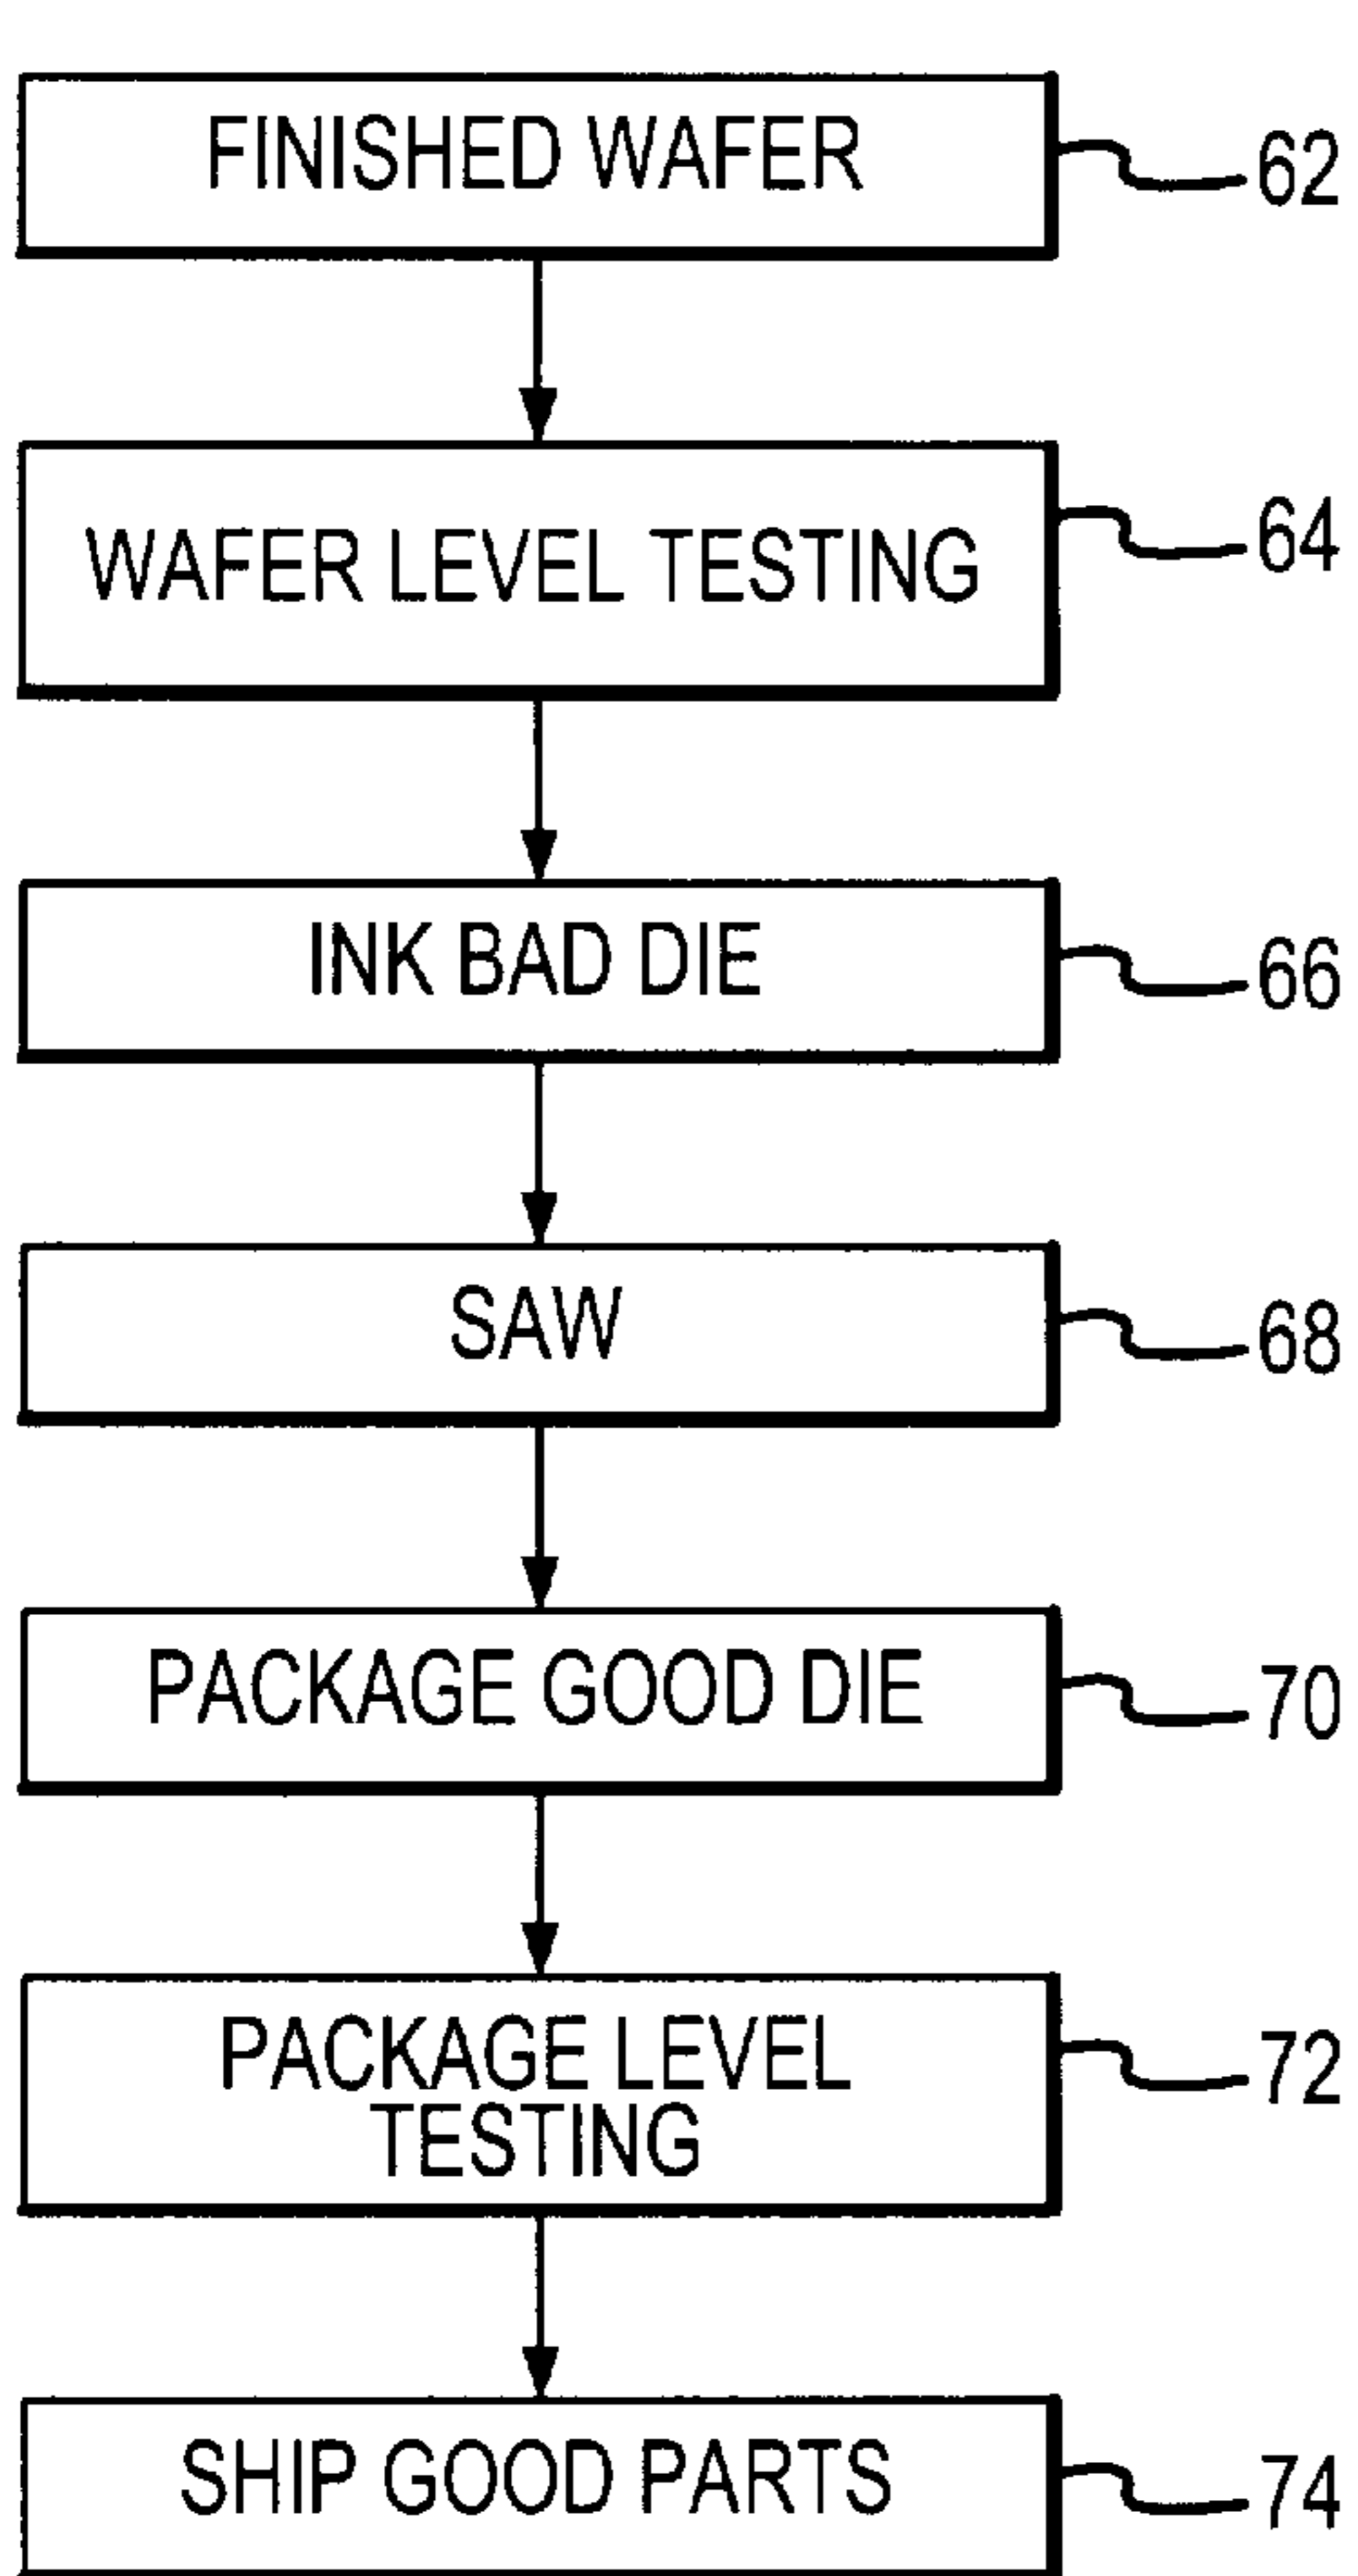 FINISHED WAFER
62
WAFER LEVEL TESTING
64
INK BAD DIE
66
SAW
68
PACKAGE GOOD DIE
70
PACKAGE LEVEL
TESTING
72
SHIP GOOD PARTS
74